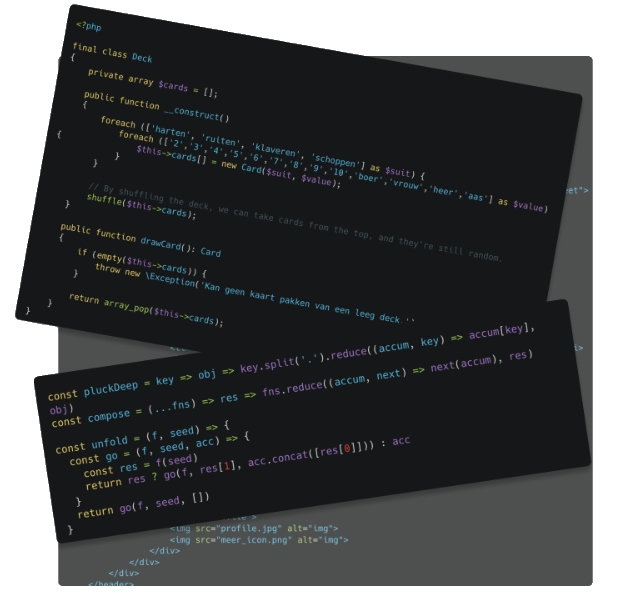 <?php
final class Deck
{
private array $cards = [];
public function __construct()
{
foreach (['harten', 'ruiten', 'klaveren', 'schoppen'] as $suit) {
foreach (['2','3','4','5','6','7','8','9','10','boer','vrouw','heer','aas'] as $value)
{
$this->cards[] = new Card($suit, $value);
}
}
// By shuffling the deck, we can take cards from the top, and they're still random.
shuffle($this->cards);
}
public function drawCard(): Card
{
if (empty($this->cards)) {
throw new \Exception('Kan geen kaart pakken van een leeg deck.'
}
return array_pop($this->cards);
}
}
const pluckDeep = key => obj => key.split('.').reduce((accum, key) => accum[key],
obj)
const compose = (...fns) => res => fns.reduce((accum, next) => next(accum), res)
const unfold = (f, seed) => {
const go = (f, seed, acc) => {
const res = f(seed)
return res ? go(f, res[1], acc.concat([res[0]])) : acc
}
return go(f, seed, [])
}
<img src="profile.jpg" alt="img">
<img src="meer_icon.png" alt="img">
</div>
</div>
</div>
</header>